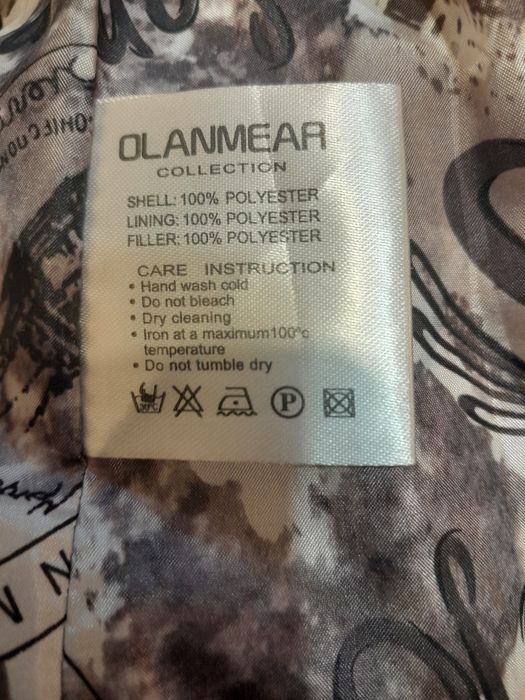 OLANMEAR
COLLECTION
SHELL: 100% POLYESTER
LINING: 100% POLYESTER
FILLER: 100% POLYESTER
CARE INSTRUCTION
• Hand wash cold
• Do not bleach
• Dry cleaning
• Iron at a maximum100°c
temperature
• Do not tumble dry
P